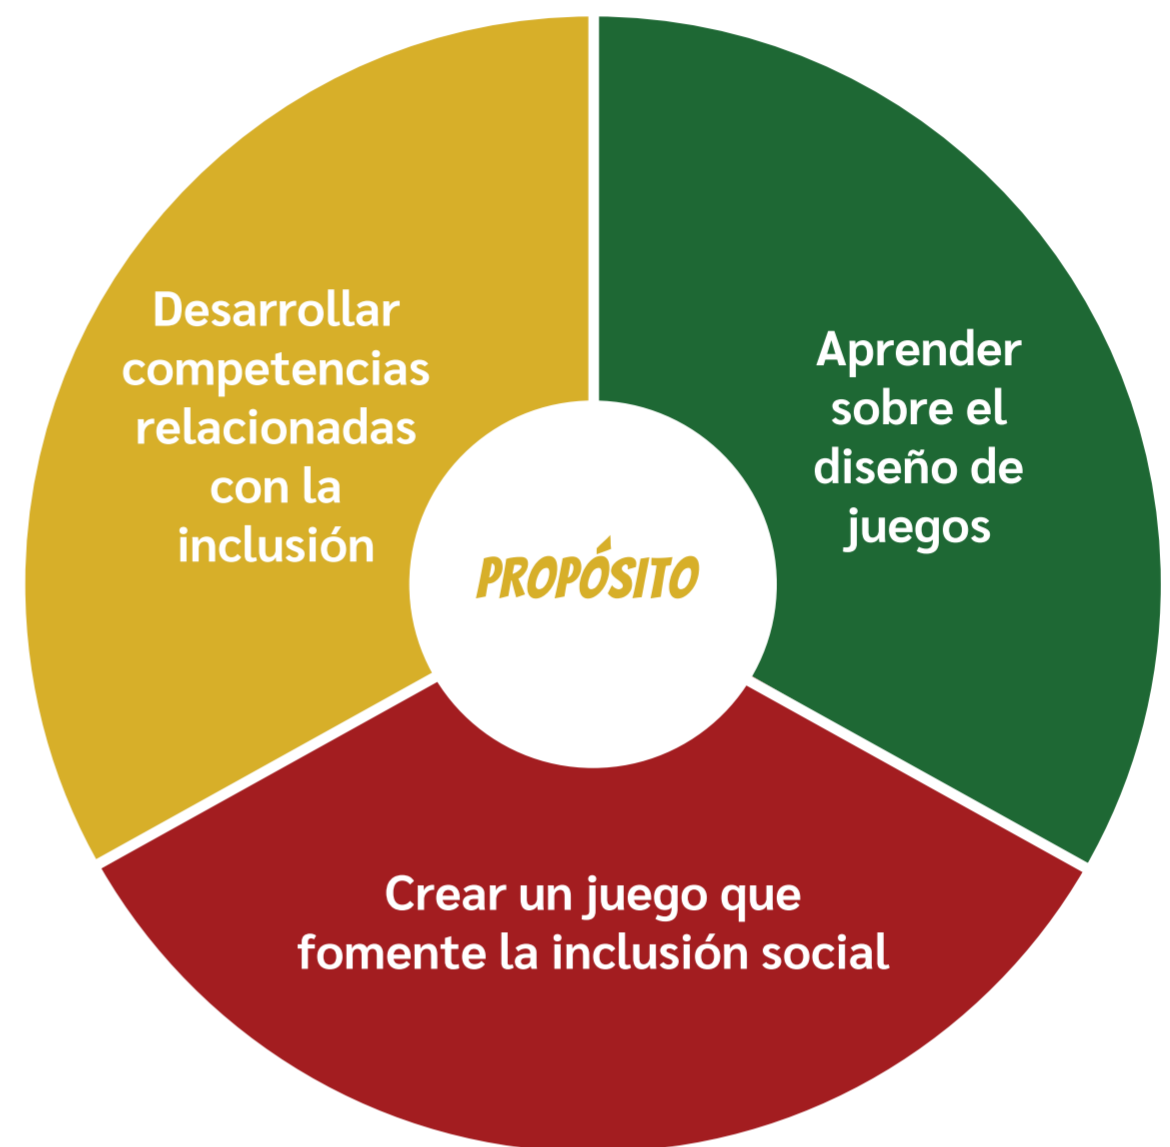 Desarrollar
competencias
relacionadas
con la
inclusión
Aprender
sobre el
diseño de
juegos
PROPÓSITO
Crear un juego que
fomente la inclusión social